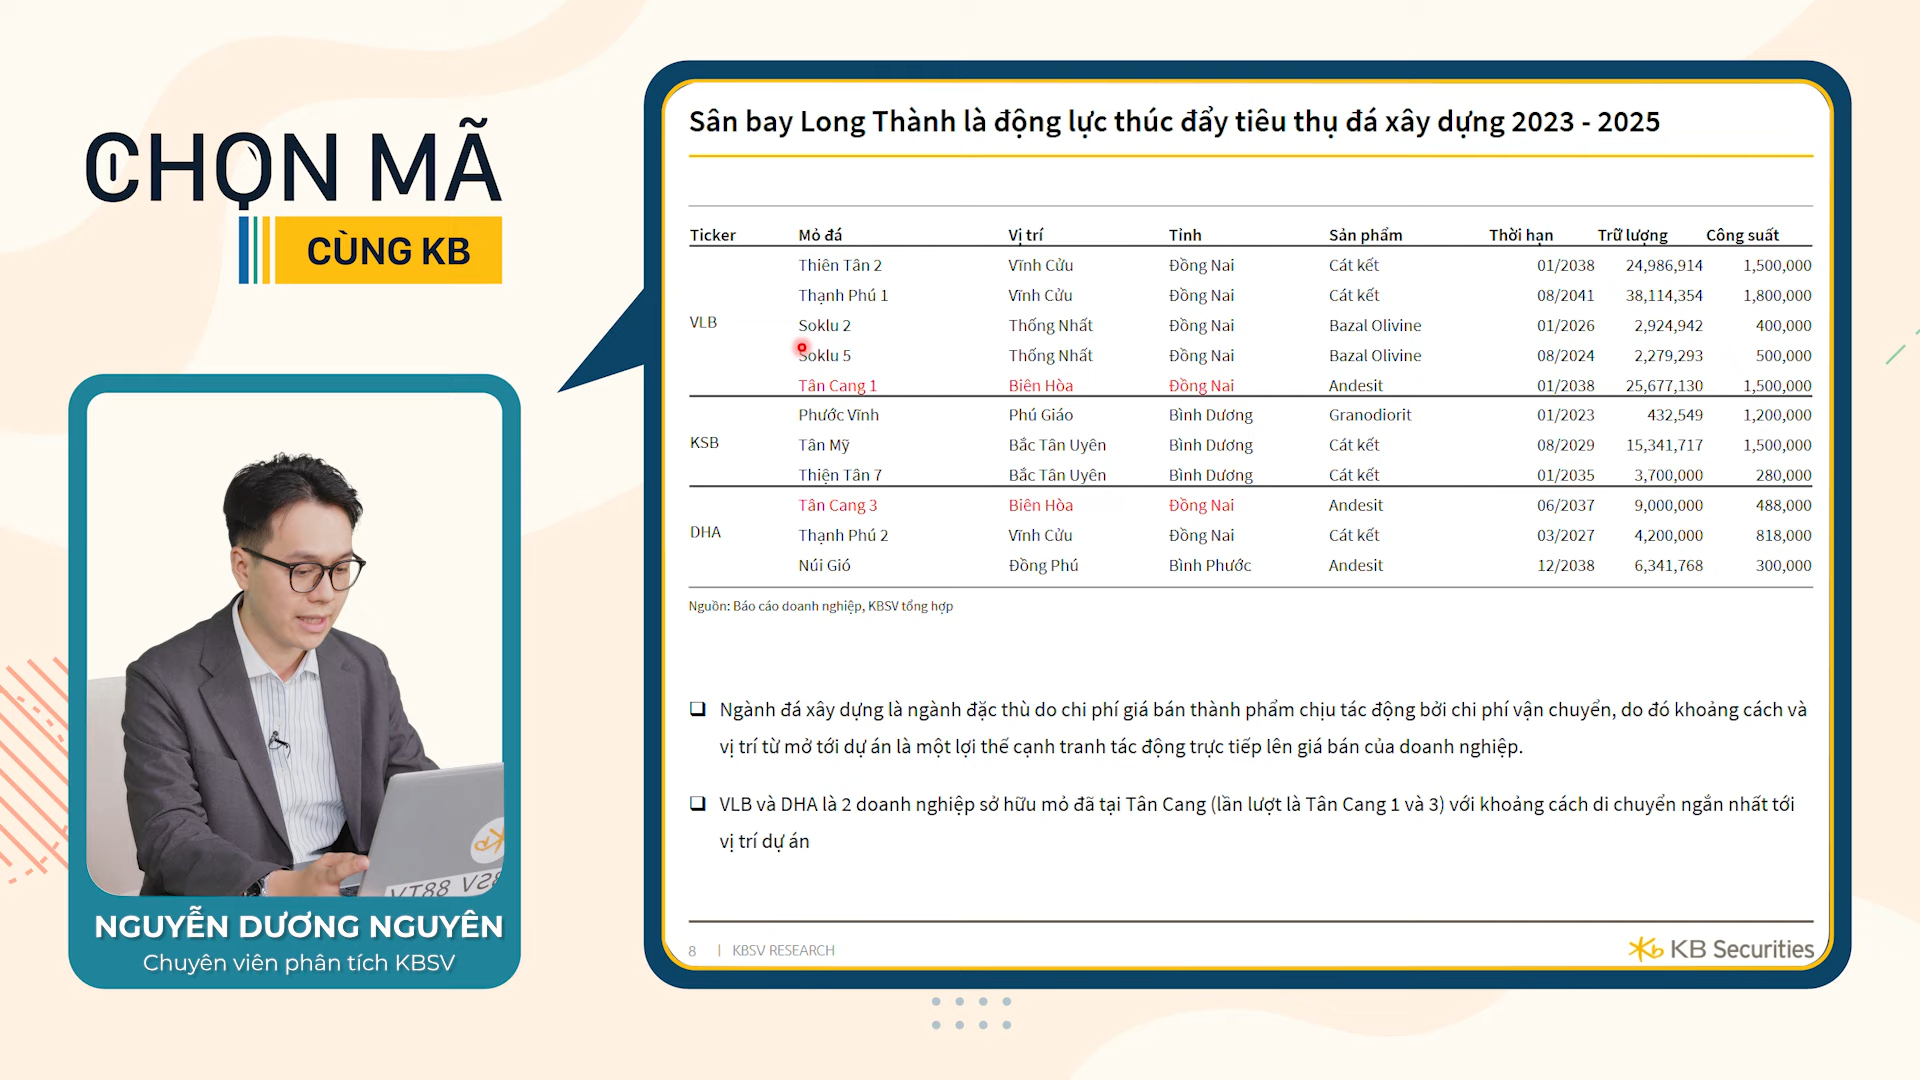 CHỌN MÃ
CÙNG KB
NGUYỄN DƯƠNG NGUYÊN
Chuyên viên phân tích KBSV
Sân bay Long Thành là động lực thúc đẩy tiêu thụ đá xây dựng 2023 - 2025
Ticker Mỏ đá Vị trí Tỉnh Sản phẩm Thời hạn Trữ lượng Công suất
VLB
Thiên Tân 2 Vĩnh Cửu Đồng Nai Cát kết 01/2038 24,986,914 1,500,000
Thạnh Phú 1 Vĩnh Cửu Đồng Nai Cát kết 08/2041 38,114,354 1,800,000
Soklu 2 Thống Nhất Đồng Nai Bazal Olivine 01/2026 2,924,942 400,000
Soklu 5 Thống Nhất Đồng Nai Bazal Olivine 08/2024 2,279,293 500,000
Tân Cang 1 Biên Hòa Đồng Nai Andesit 01/2038 25,677,130 1,500,000
KSB
Phước Vĩnh Phú Giáo Bình Dương Granodiorit 01/2023 432,549 1,200,000
Tân Mỹ Bắc Tân Uyên Bình Dương Cát kết 08/2029 15,341,717 1,500,000
Thiện Tân 7 Bắc Tân Uyên Bình Dương Cát kết 01/2035 3,700,000 280,000
DHA
Tân Cang 3 Biên Hòa Đồng Nai Andesit 06/2037 9,000,000 488,000
Thạnh Phú 2 Vĩnh Cửu Đồng Nai Cát kết 03/2027 4,200,000 818,000
Núi Gió Đồng Phú Bình Phước Andesit 12/2038 6,341,768 300,000
Nguồn: Báo cáo doanh nghiệp, KBSV tổng hợp
Ngành đá xây dựng là ngành đặc thù do chi phí giá bán thành phẩm chịu tác động bởi chi phí vận chuyển, do đó khoảng cách và
vị trí từ mở tới dự án là một lợi thế cạnh tranh tác động trực tiếp lên giá bán của doanh nghiệp.
VLB và DHA là 2 doanh nghiệp sở hữu mỏ đã tại Tân Cang (lần lượt là Tân Cang 1 và 3) với khoảng cách di chuyển ngắn nhất tới
vị trí dự án
8 | KBSV RESEARCH
KB Securities